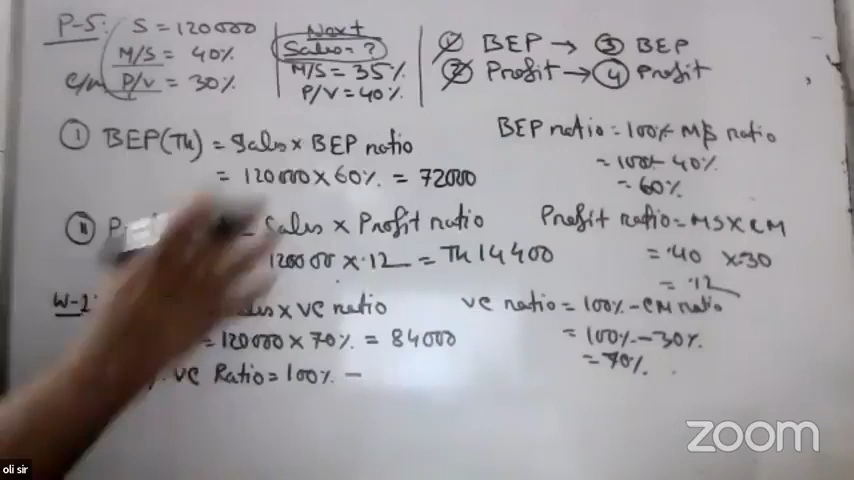 P-5: S = 120000
M/S = 40%
C/M P/V = 30%
Next
Sales = ?
M/S = 35%
P/V = 40%
① BEP → ③ BEP
② Profit → ④ Profit
① BEP(Tk) = Sales × BEP ratio
= 120000 × 60% = 72000
BEP ratio = 100% - M/S ratio
= 100% - 40%
= 60%
② P = Sales × Profit ratio
120000 × .12 = Tk 14400
Profit ratio = MS × CM
= .40 × .30
= .12
W-1: × VC ratio
= 120000 × 70% = 84000
VC ratio = 100% - CM ratio
= 100% - 30%
= 70%
VC Ratio = 100% -
zoom
oli sir